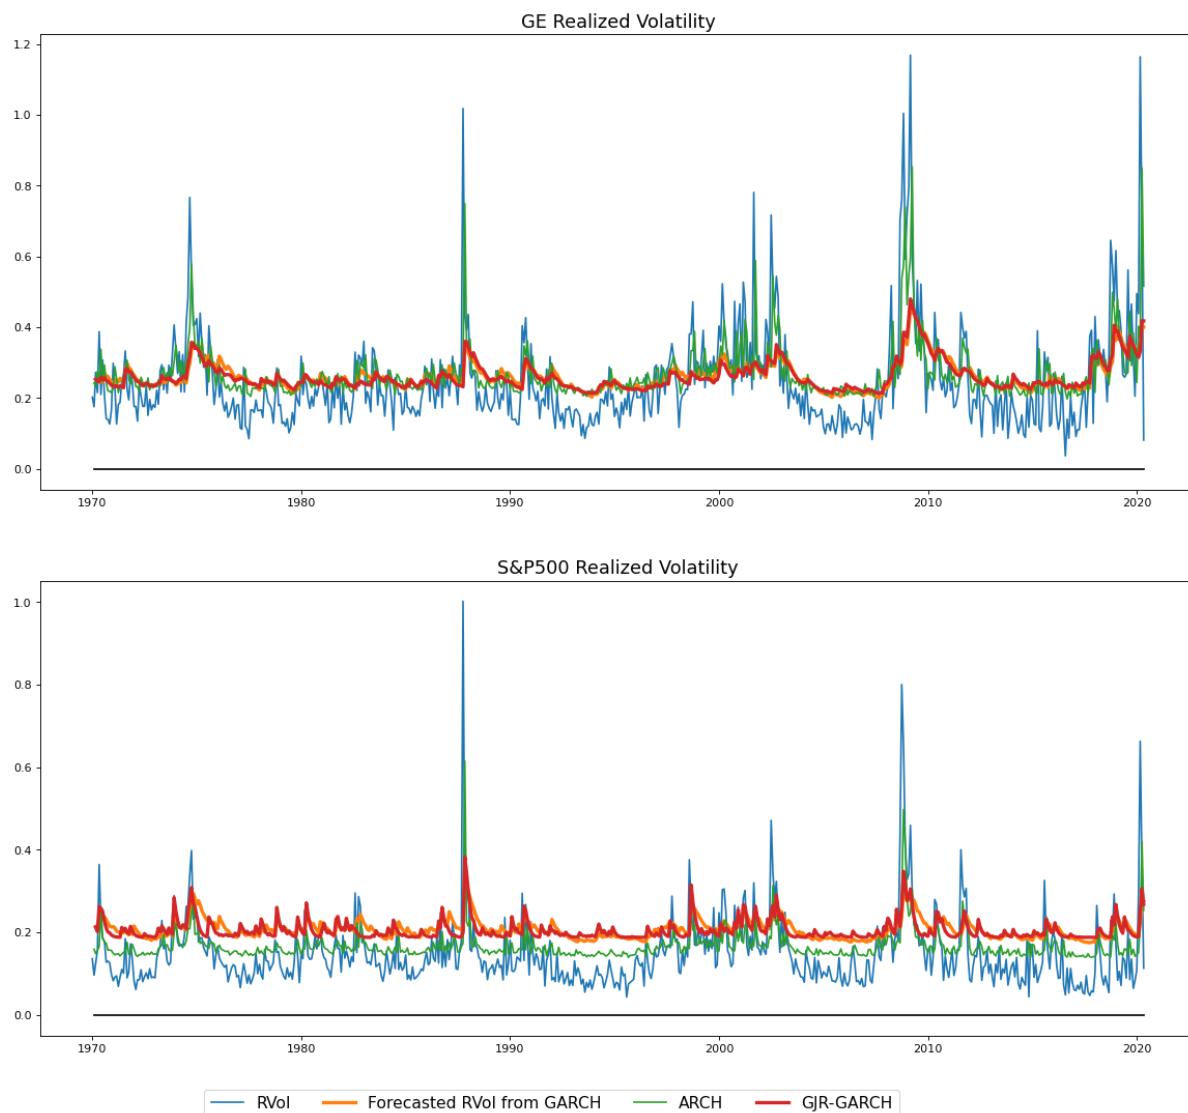 GE Realized Volatility
1.2
1.0
0.8
0.6
0.4
0.2
0.0
1970 1980 1990 2000 2010 2020
S&P500 Realized Volatility
1.0
0.8
0.6
0.4
0.2
0.0
1970 1980 1990 2000 2010 2020
RVol Forecasted RVol from GARCH ARCH GJR-GARCH